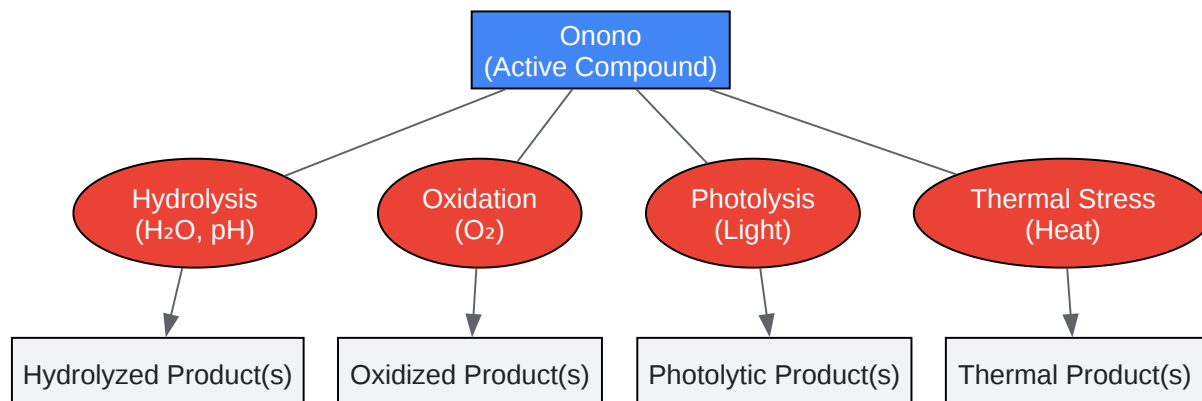 Onono
(Active Compound)
Hydrolysis
(H₂O, pH)
Oxidation
(O₂)
Photolysis
(Light)
Thermal Stress
(Heat)
Hydrolyzed Product(s)
Oxidized Product(s)
Photolytic Product(s)
Thermal Product(s)